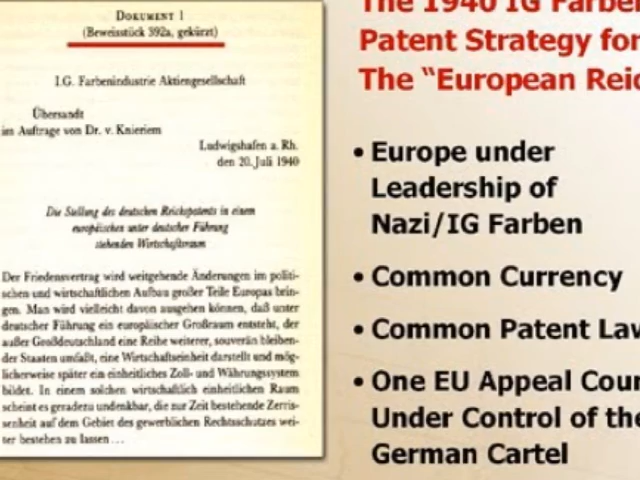 DOKUMENT 1
(Beweisstück 392a, gekürzt)
I.G. Farbenindustrie Aktiengesellschaft
Übersandt
im Auftrage von Dr. v. Knieriem
Ludwigshafen a. Rh.
den 20. Juli 1940
Die Stellung des deutschen Reichspatents in einem
europäischen unter deutscher Führung
stehenden Wirtschaftsraum
Der Friedensvertrag wird weitgehende Änderungen im politi-
schen und wirtschaftlichen Aufbau großer Teile Europas brin-
gen. Man wird vielleicht davon ausgehen können, daß unter
deutscher Führung ein europäischer Großraum entsteht, der
außer Großdeutschland eine Reihe weiterer, souverän bleiben-
der Staaten umfaßt, eine Wirtschaftseinheit darstellt und mög-
licherweise später ein einheitliches Zoll- und Währungssystem
bildet. In einem solchen wirtschaftlich einheitlichen Raum
scheint es geradezu undenkbar, die zur Zeit bestehende Zerris-
senheit auf dem Gebiet des gewerblichen Rechtsschutzes wei-
ter bestehen zu lassen ...
The 1940 IG Farben
Patent Strategy for
The “European Reic
• Europe under
Leadership of
Nazi/IG Farben
• Common Currency
• Common Patent Law
• One EU Appeal Cour
Under Control of the
German Cartel